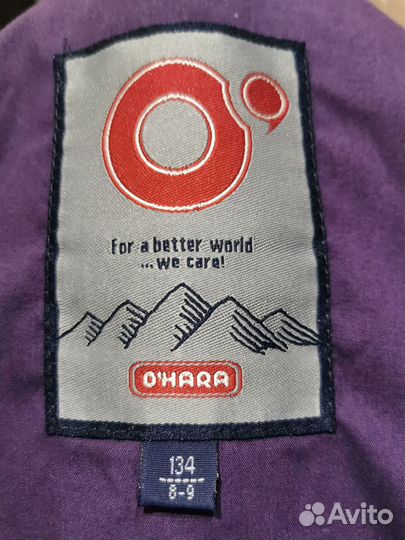 O'
For a better world
...we care!
O'HARA
134
8-9
Avito